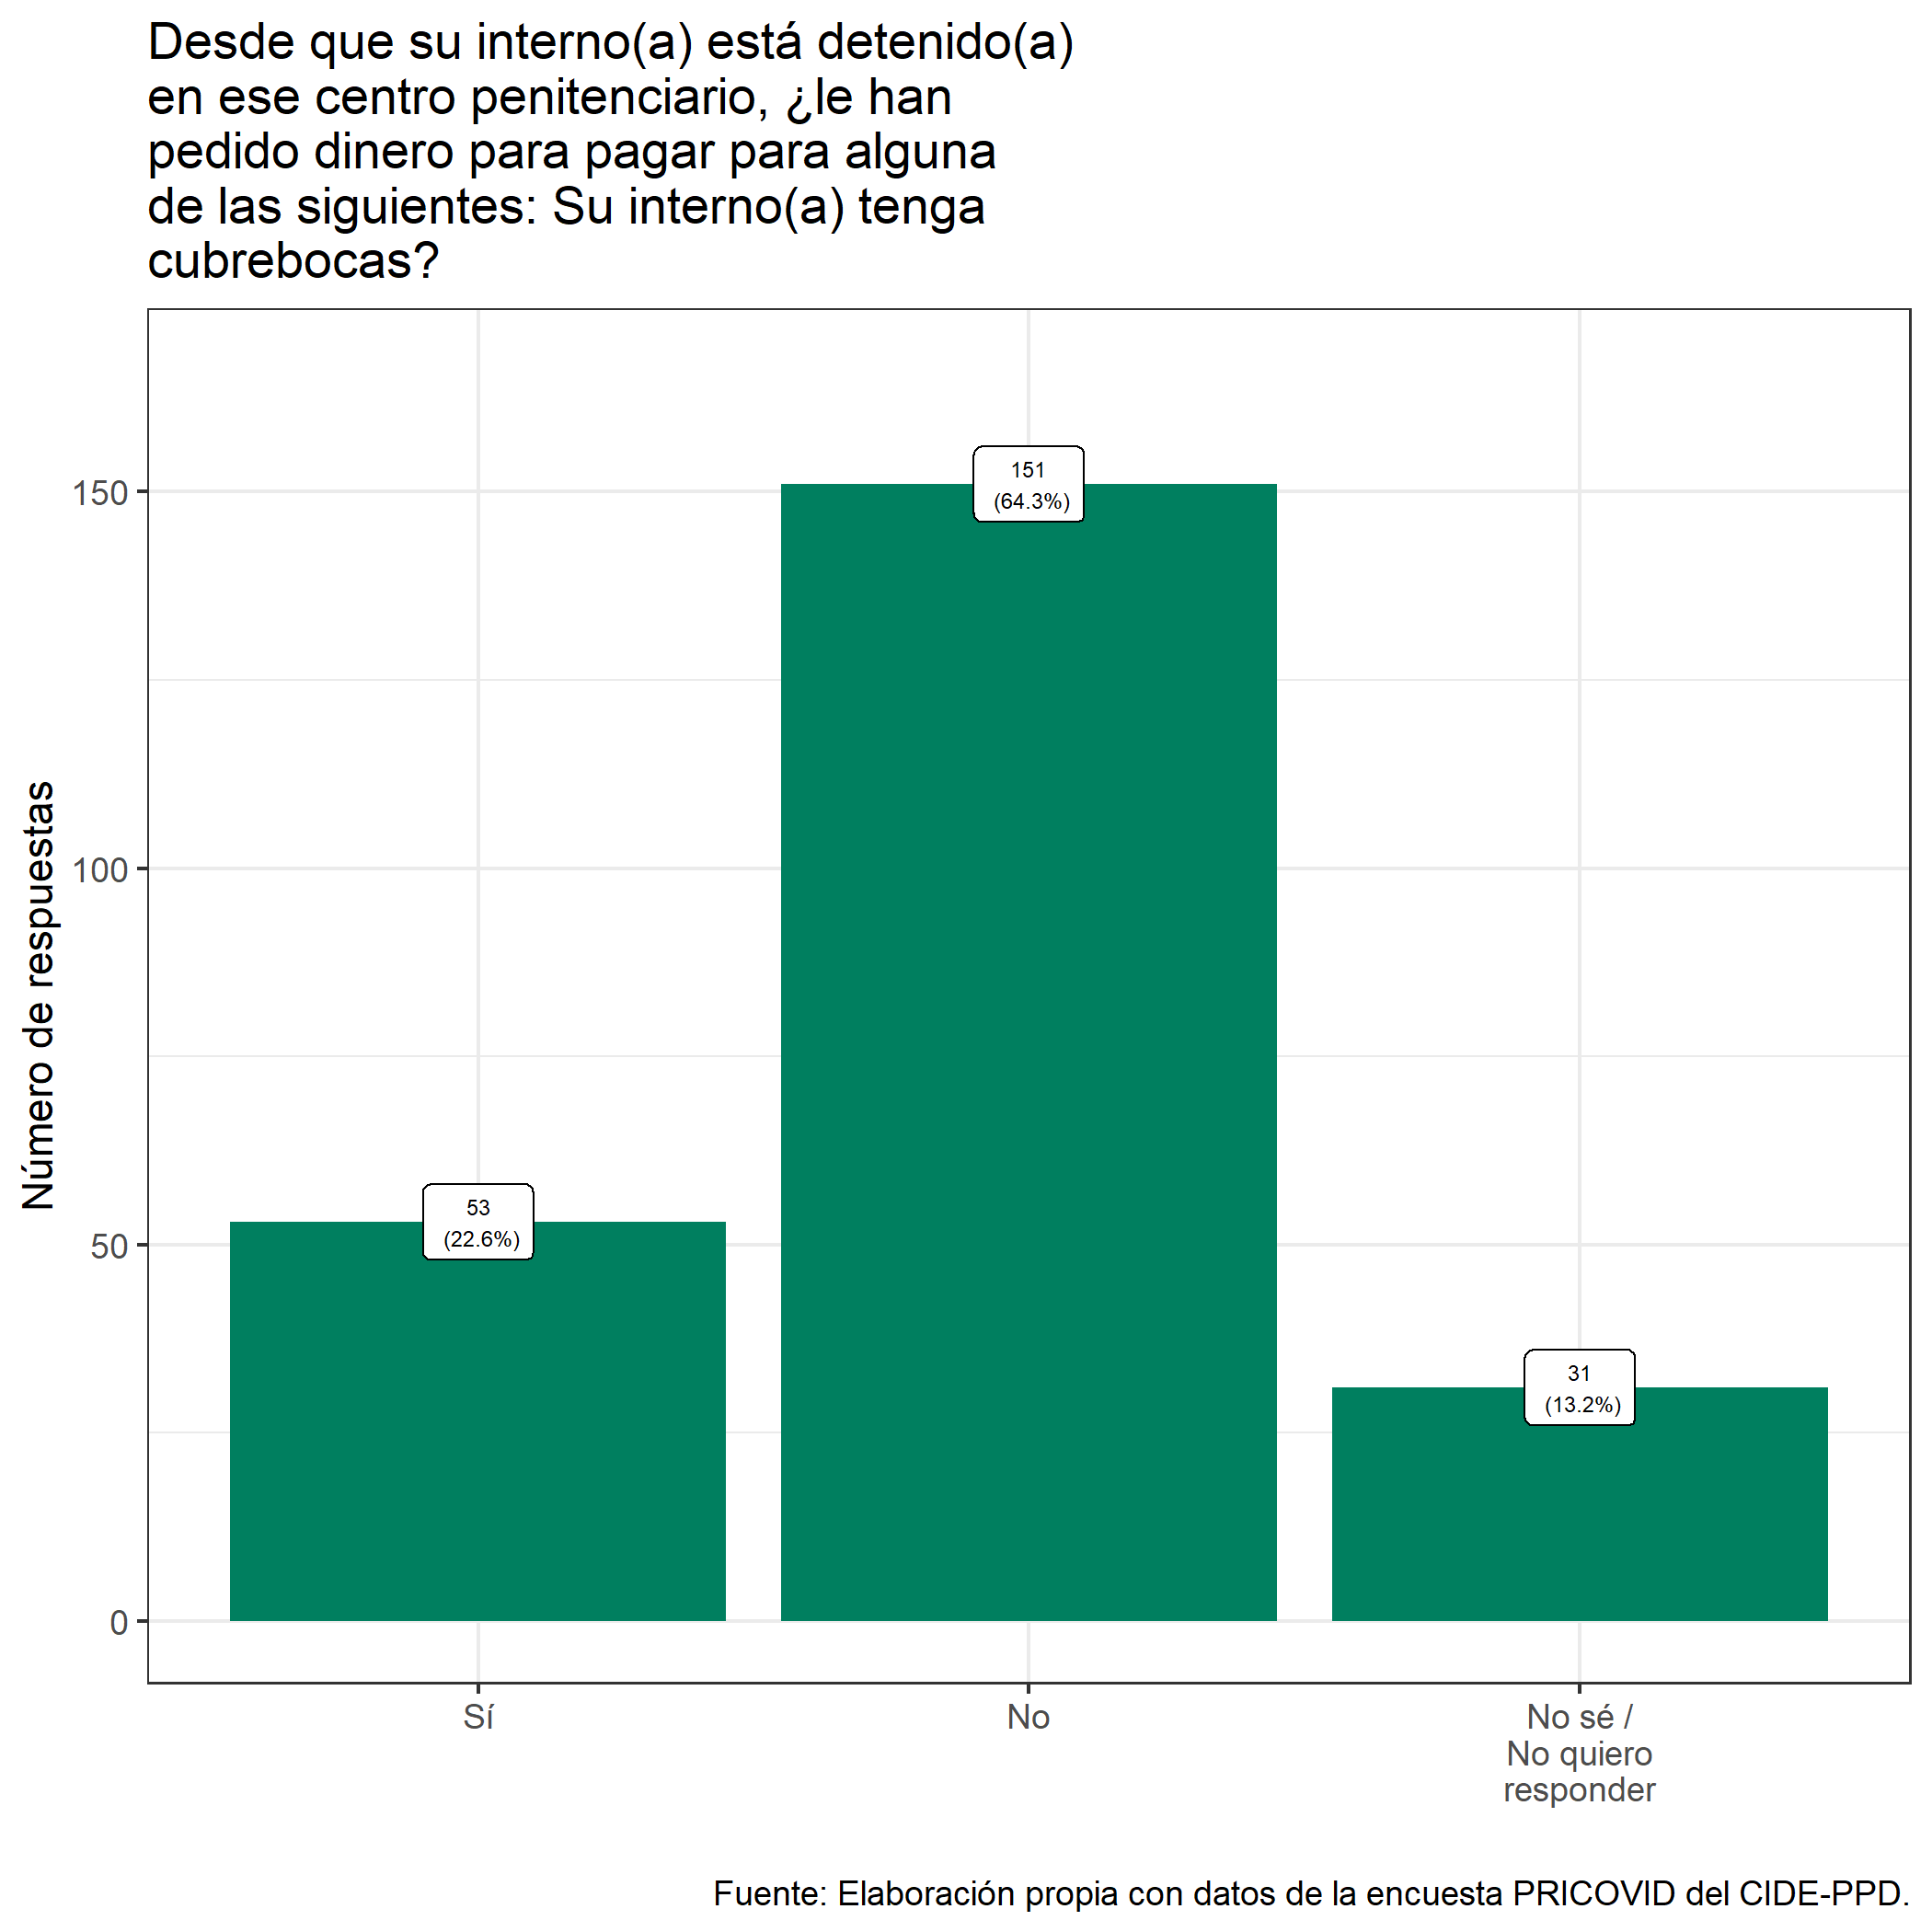 Desde que su interno(a) está detenido(a)
en ese centro penitenciario, ¿le han
pedido dinero para pagar para alguna
de las siguientes: Su interno(a) tenga
cubrebocas?
Número de respuestas
150
100
50
0
53
(22.6%)
151
(64.3%)
31
(13.2%)
Sí
No
No sé /
No quiero
responder
Fuente: Elaboración propia con datos de la encuesta PRICOVID del CIDE-PPD.